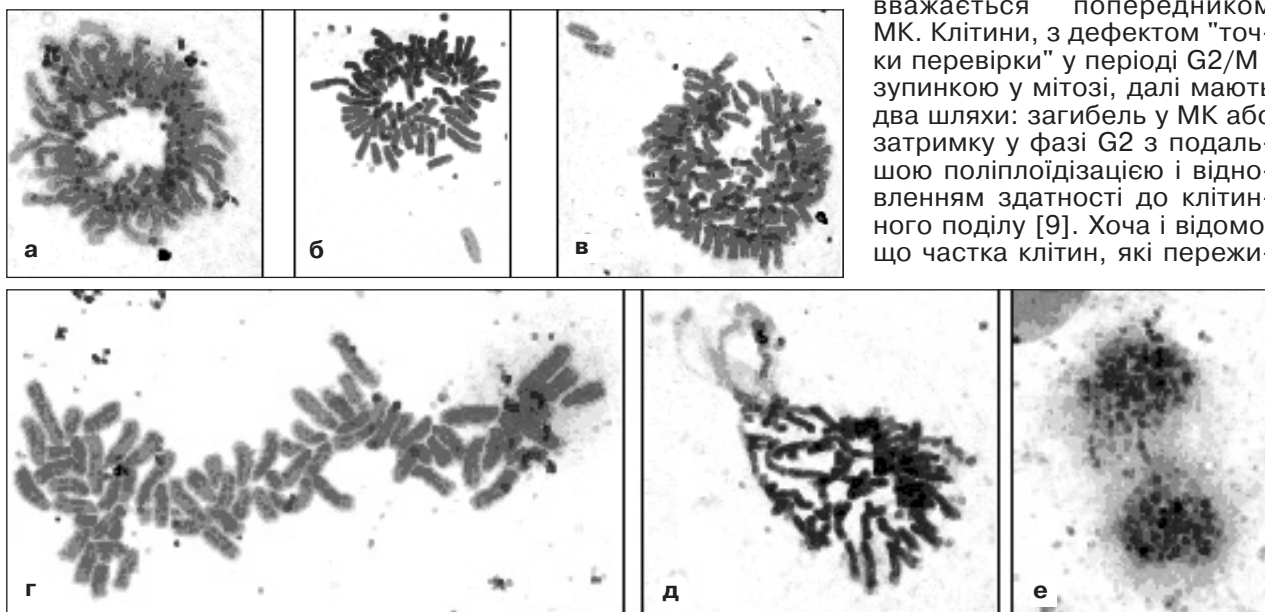 вважається попередником
МК. Клітини, з дефектом "точ-
ки перевірки" у періоді G2/M
зупинкою у мітозі, далі мають
два шляхи: загибель у МК або
затримку у фазі G2 з подаль-
шою поліплоїдізацією і відно-
вленням здатності до клітин-
ного поділу [9]. Хоча і відомо
що частка клітин, які пережи-
а
б
в
г
д
е